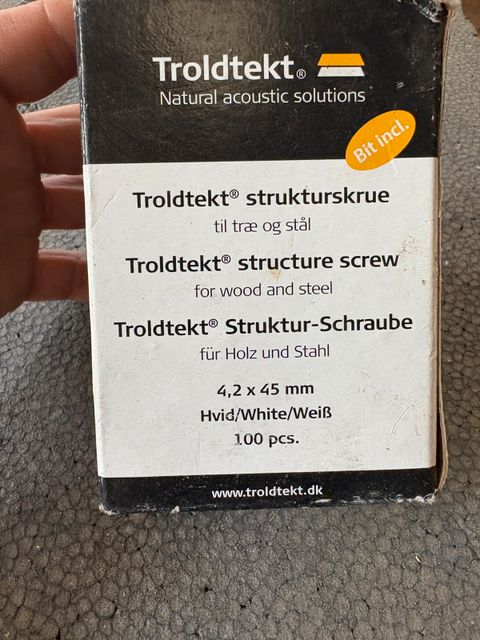 Troldtekt®
Natural acoustic solutions
Bit incl.
Troldtekt® strukturskrue
til træ og stål
Troldtekt® structure screw
for wood and steel
Troldtekt® Struktur-Schraube
für Holz und Stahl
4,2 x 45 mm
Hvid/White/Weiß
100 pcs.
www.troldtekt.dk